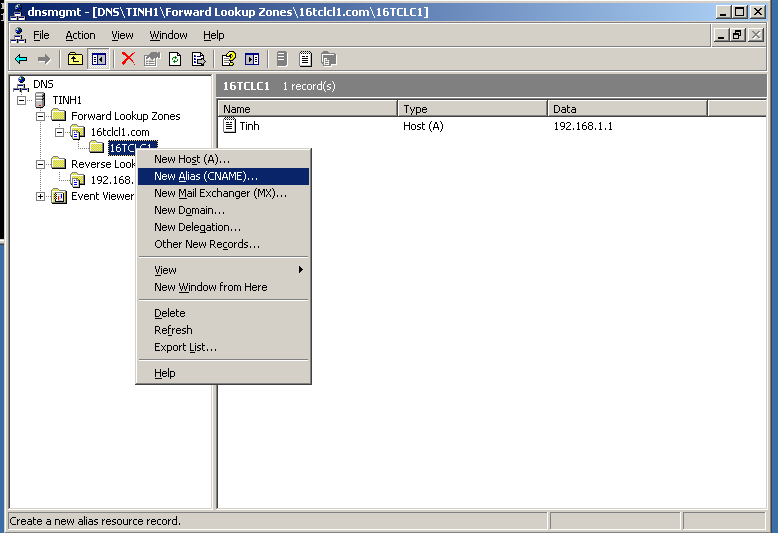 dnsmgmt - [DNS\TINH1\Forward Lookup Zones\16tclcl1.com\16TCLC1]
File Action View Window Help
DNS
TINH1
Forward Lookup Zones
16tclcl1.com
16TCLC1
Reverse Look
192.168.
Event Viewer
16TCLC1 1 record(s)
Name Type Data
Tinh Host (A) 192.168.1.1
New Host (A)...
New Alias (CNAME)...
New Mail Exchanger (MX)...
New Domain...
New Delegation...
Other New Records...
View
New Window from Here
Delete
Refresh
Export List...
Help
Create a new alias resource record.